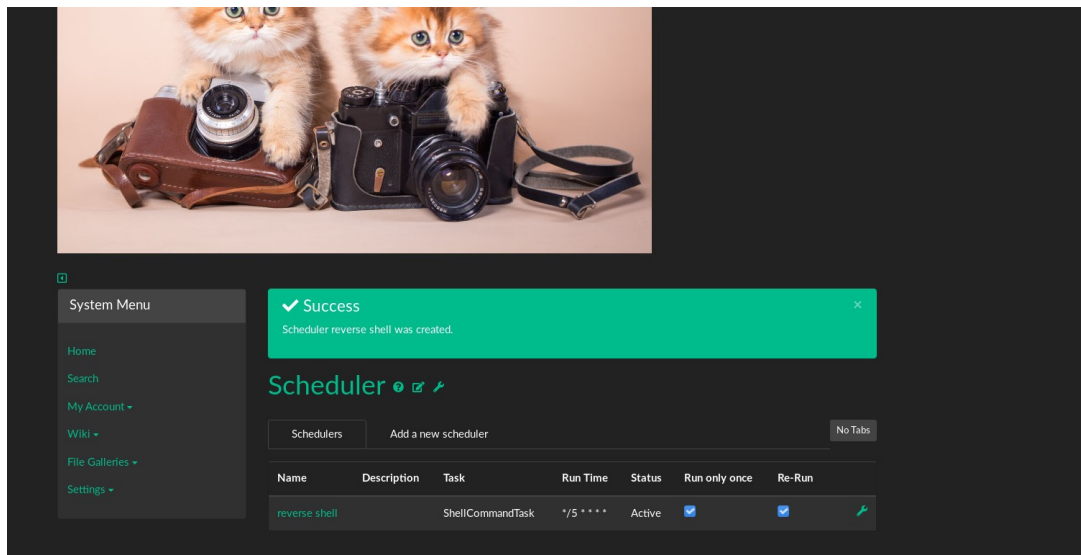 System Menu
Home
Search
My Account
Wiki
File Galleries
Settings
Success
×
Scheduler reverse shell was created.
Scheduler
Schedulers Add a new scheduler No Tabs
Name Description Task Run Time Status Run only once Re-Run
reverse shell ShellCommandTask */5 * * * * Active